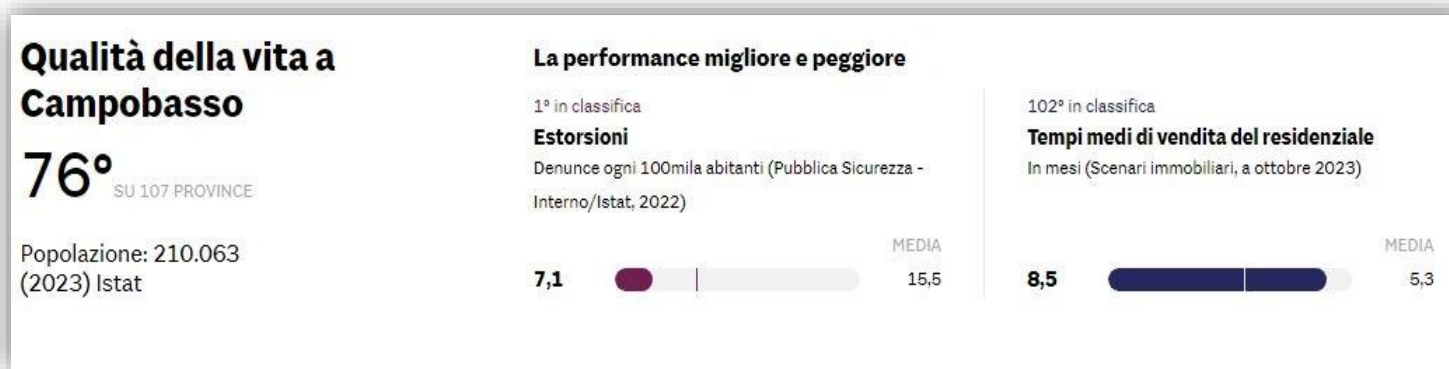 Qualità della vita a
Campobasso
76° SU 107 PROVINCE
Popolazione: 210.063
(2023) Istat
La performance migliore e peggiore
1° in classifica
Estorsioni
Denunce ogni 100mila abitanti (Pubblica Sicurezza -
Interno/Istat, 2022)
MEDIA
7,1 15,5
102° in classifica
Tempi medi di vendita del residenziale
In mesi (Scenari immobiliari, a ottobre 2023)
MEDIA
8,5 5,3